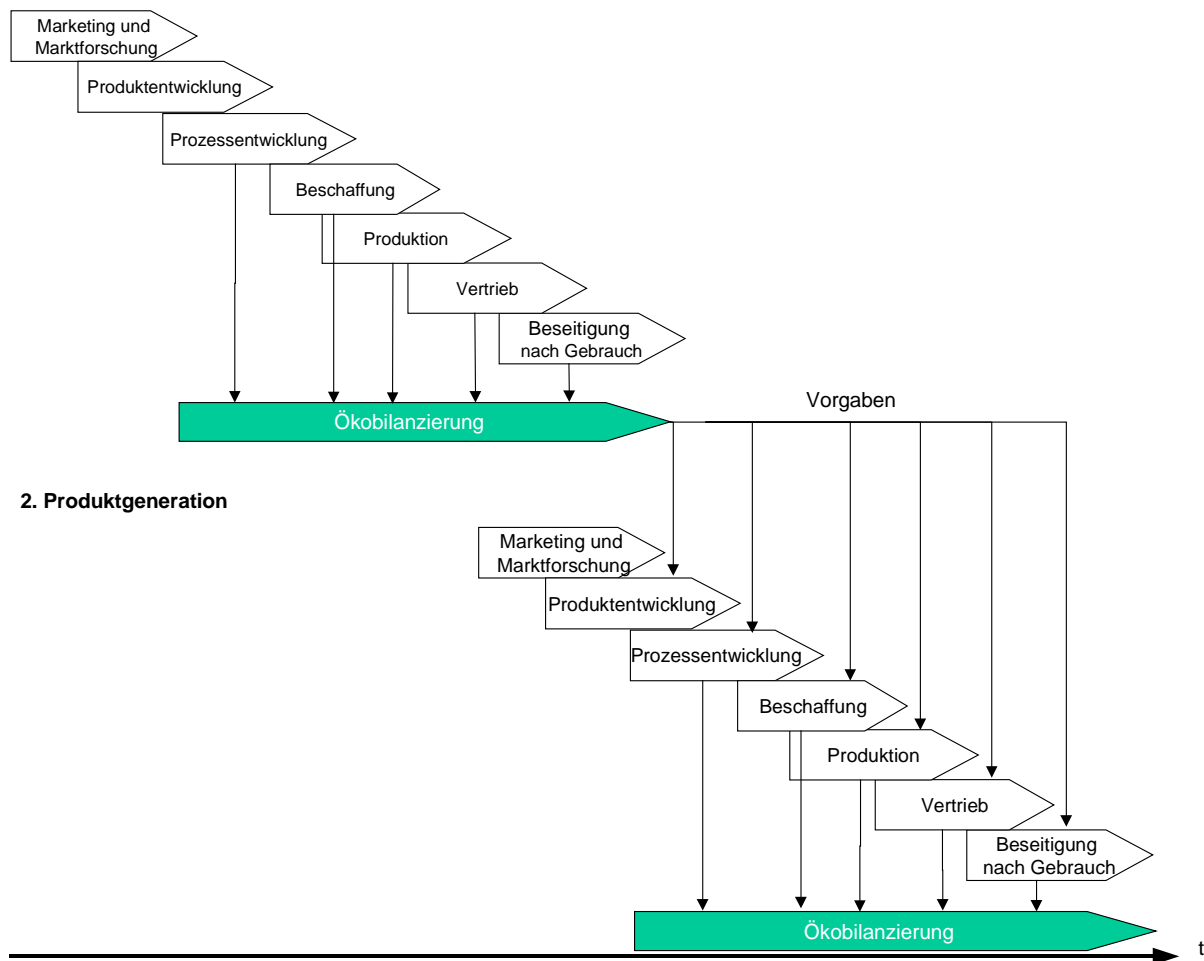 Marketing und
Marktforschung
Produktentwicklung
Prozessentwicklung
Beschaffung
Produktion
Vertrieb
Beseitigung
nach Gebrauch
Ökobilanzierung
Vorgaben
2. Produktgeneration
Marketing und
Marktforschung
Produktentwicklung
Prozessentwicklung
Beschaffung
Produktion
Vertrieb
Beseitigung
nach Gebrauch
Ökobilanzierung
t